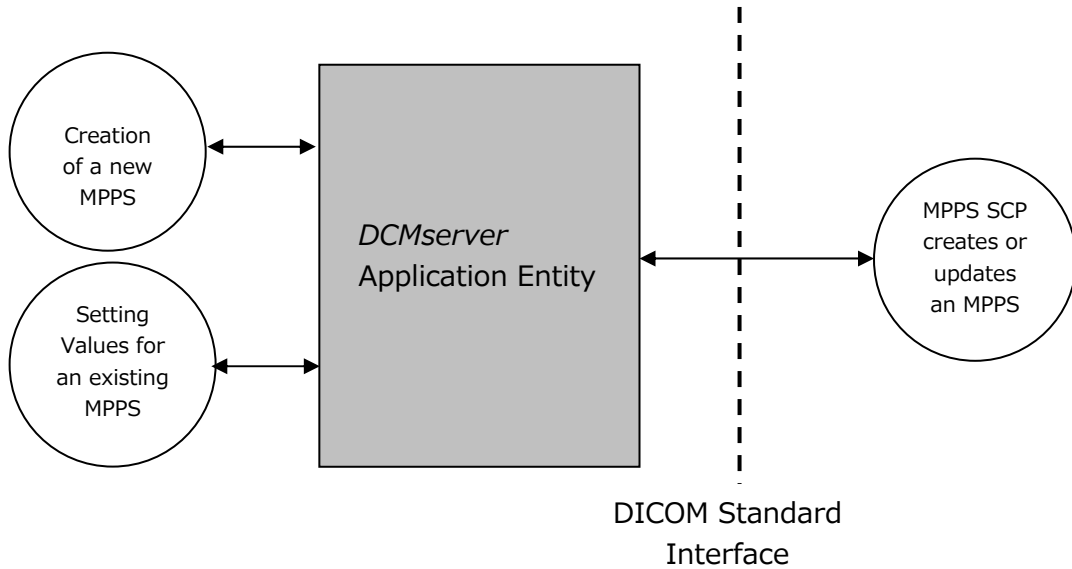 Creation
of a new
MPPS
Setting
Values for
an existing
MPPS
DCMserver
Application Entity
MPPS SCP
creates or
updates
an MPPS
DICOM Standard
Interface